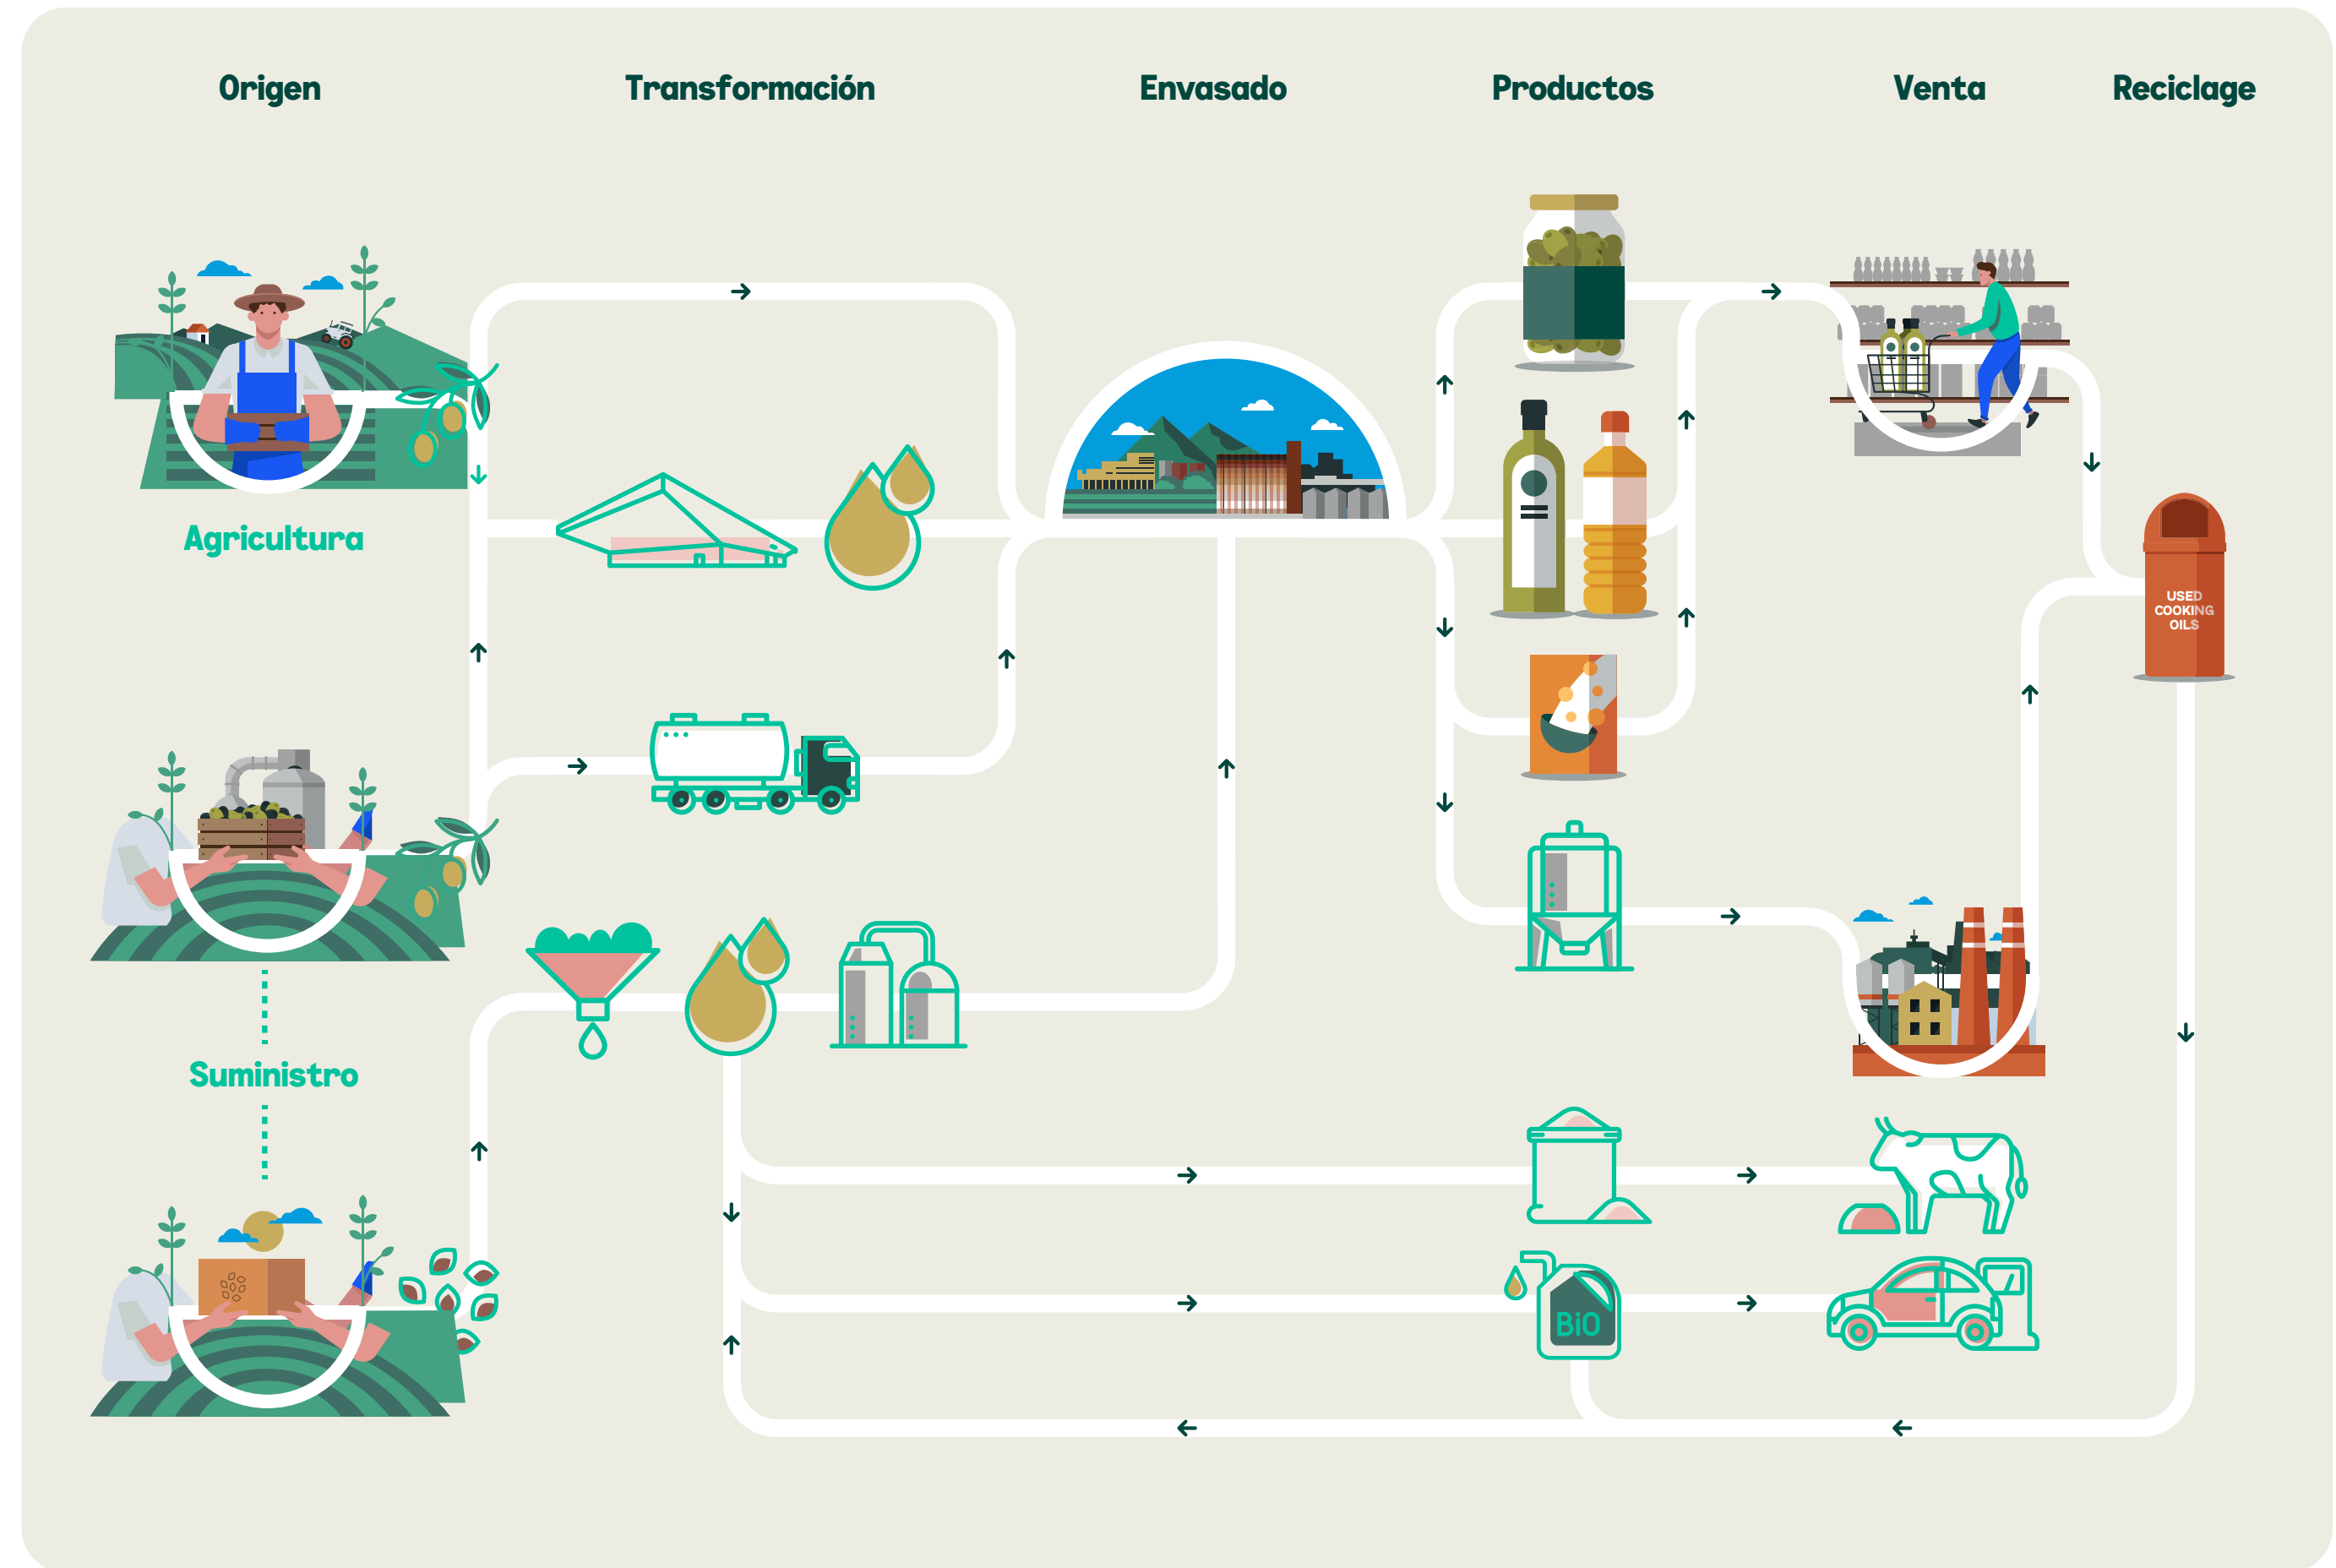 Origen
Transformación
Envasado
Productos
Venta
Reciclage
Agricultura
USED
COOKING
OILS
Suministro
BiO